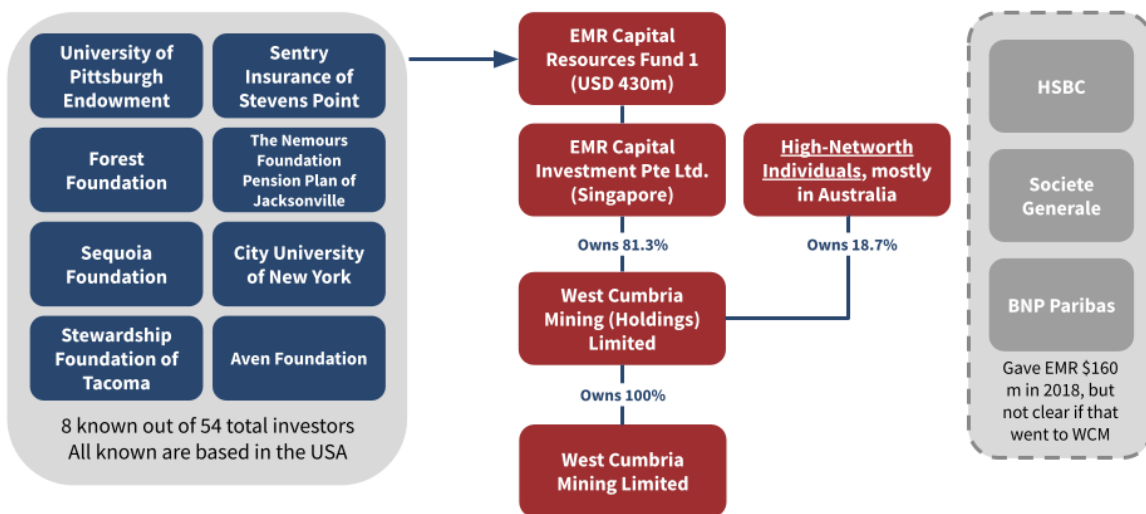 University of
Pittsburgh
Endowment
Sentry
Insurance of
Stevens Point
Forest
Foundation
The Nemours
Foundation
Pension Plan of
Jacksonville
Sequoia
Foundation
City University
of New York
Stewardship
Foundation of
Tacoma
Aven Foundation
8 known out of 54 total investors
All known are based in the USA
EMR Capital
Resources Fund 1
(USD 430m)
EMR Capital
Investment Pte Ltd.
(Singapore)
High-Networth
Individuals, mostly
in Australia
Owns 81.3%
Owns 18.7%
West Cumbria
Mining (Holdings)
Limited
Owns 100%
West Cumbria
Mining Limited
HSBC
Societe
Generale
BNP Paribas
Gave EMR $160
m in 2018, but
not clear if that
went to WCM